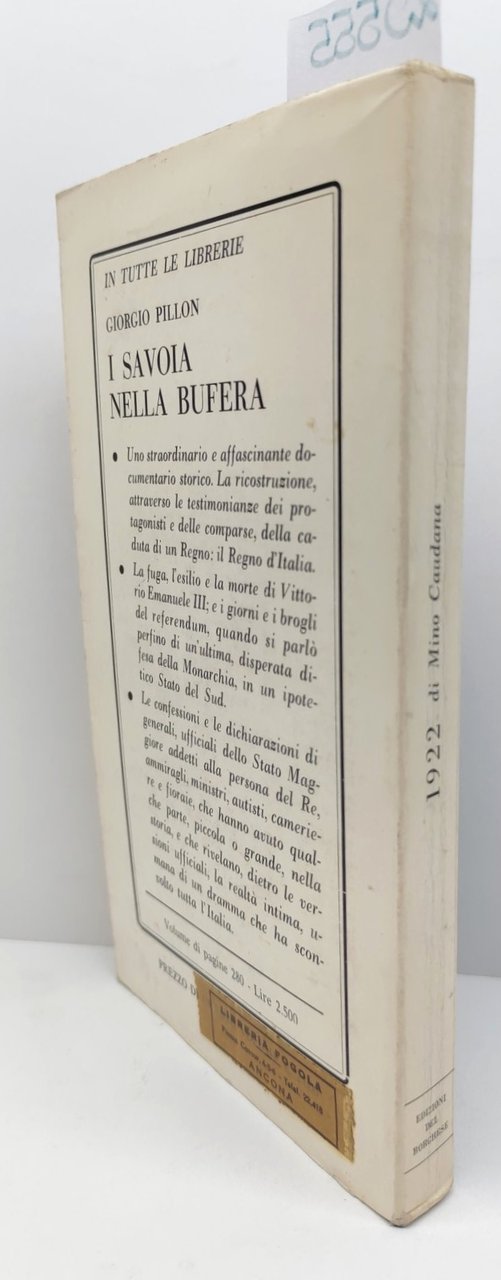 IN TUTTE LE LIBRERIE
GIORGIO PILLON
I SAVOIA
NELLA BUFERA
• Uno straordinario e affascinante do-
cumentario storico. La ricostruzione,
attraverso le testimonianze dei pro-
tagonisti e delle comparse, della ca-
duta di un Regno: il Regno d'Italia.
• La fuga, l'esilio e la morte di Vitto-
rio Emanuele III; e i giorni e i brogli
del referendum, quando si parlò
perfino di un'ultima, disperata di-
fesa della Monarchia, in un ipote-
tico Stato del Sud.
• Le confessioni e le dichiarazioni di
generali, ufficiali dello Stato Mag-
giore addetti alla persona del Re,
ammiragli, ministri, autisti, camerie-
re e fioraie, che hanno avuto qual-
che parte, piccola o grande, nella
storia, e che rivelano, dietro le ver-
sioni ufficiali, la realtà intima, u-
mana di un dramma che ha scon-
volto tutta l'Italia.
Volume di pagine 280 - Lire 2.500
PREZZO
LIBRERIA FOGOLA
Telef. 22.415
ANCONA
1922 di Mino Caudana
EDIZIONI
DEL
BORGHESE